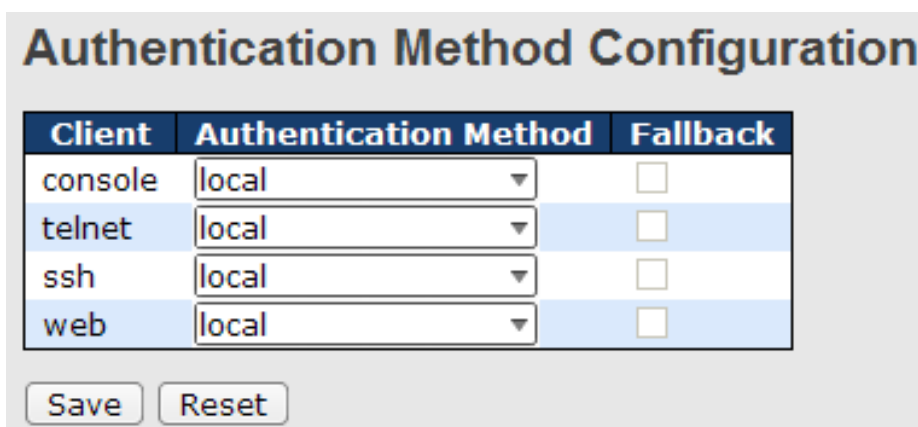 Authentication Method Configuration
Client Authentication Method Fallback
console local
telnet local
ssh local
web local
Save Reset